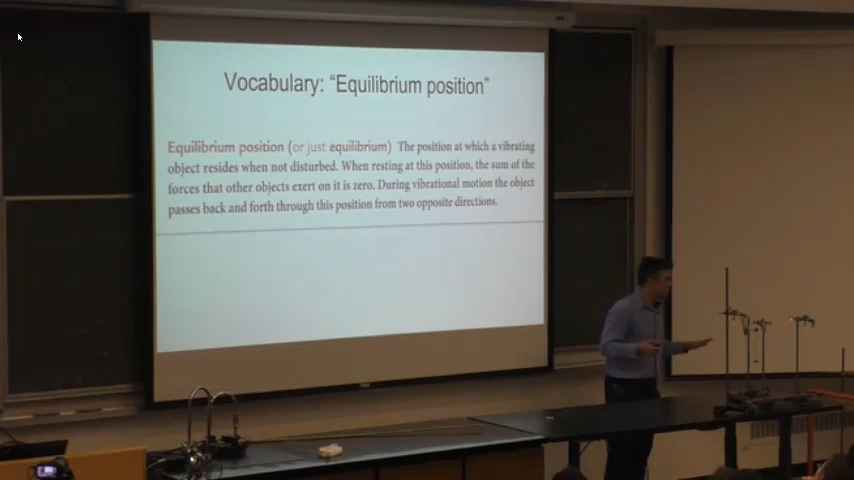 Vocabulary: “Equilibrium position”
Equilibrium position (or just equilibrium) The position at which a vibrating
object resides when not disturbed. When resting at this position, the sum of the
forces that other objects exert on it is zero. During vibrational motion the object
passes back and forth through this position from two opposite directions.